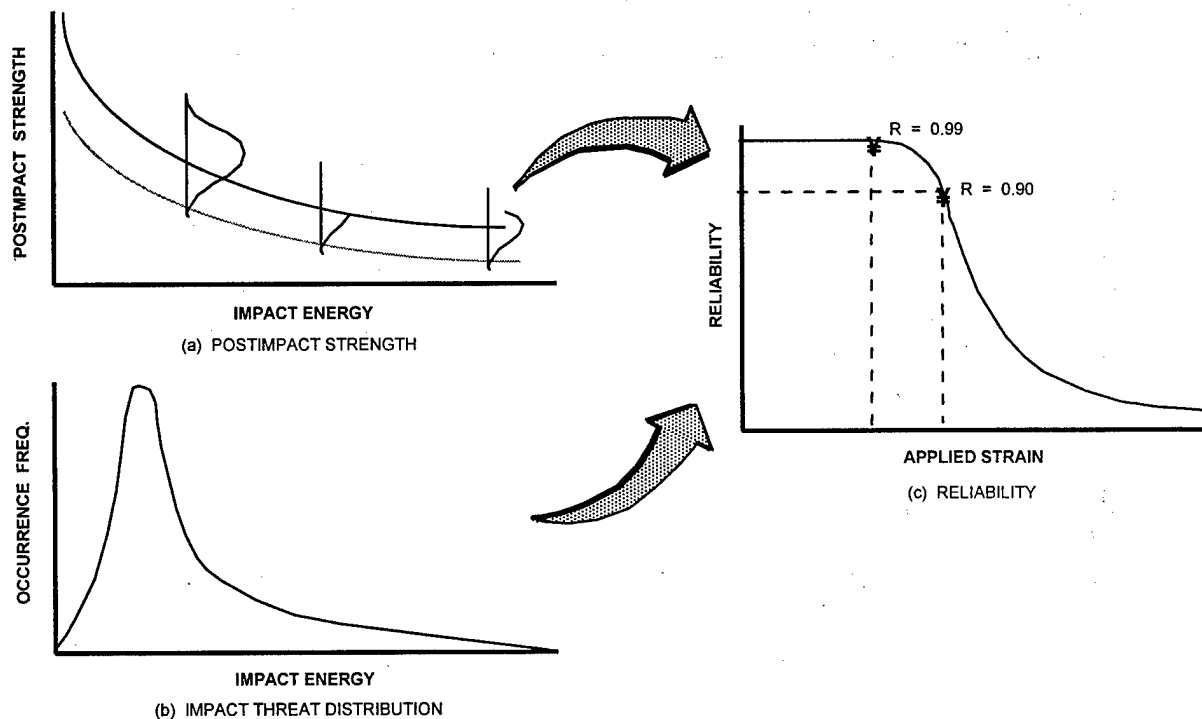 POSTMPACT STRENGTH
IMPACT ENERGY
(a) POSTIMPACT STRENGTH
OCCURRENCE FREQ.
IMPACT ENERGY
(b) IMPACT THREAT DISTRIBUTION
R = 0.99
R = 0.90
RELIABILITY
APPLIED STRAIN
(c) RELIABILITY